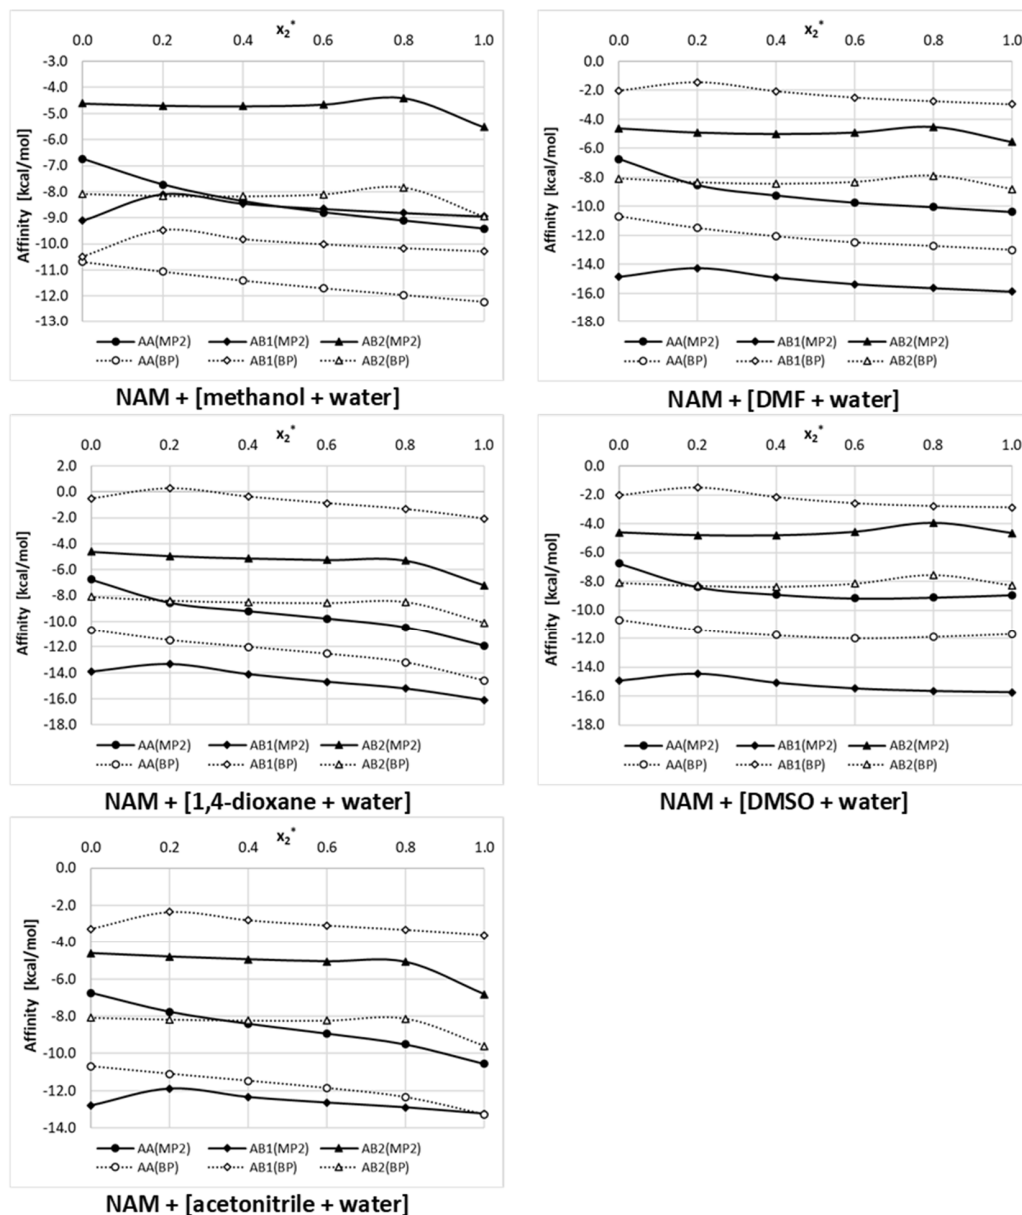 x2*
0.0 0.2 0.4 0.6 0.8 1.0
-3.0
-4.0
-5.0
-6.0
-7.0
-8.0
-9.0
-10.0
-11.0
-12.0
-13.0
Affinity [kcal/mol]
AA(MP2) AB1(MP2) AB2(MP2)
AA(BP) AB1(BP) AB2(BP)
NAM + [methanol + water]
x2*
0.0 0.2 0.4 0.6 0.8 1.0
0.0
-2.0
-4.0
-6.0
-8.0
-10.0
-12.0
-14.0
-16.0
-18.0
Affinity [kcal/mol]
AA(MP2) AB1(MP2) AB2(MP2)
AA(BP) AB1(BP) AB2(BP)
NAM + [DMF + water]
x2*
0.0 0.2 0.4 0.6 0.8 1.0
2.0
0.0
-2.0
-4.0
-6.0
-8.0
-10.0
-12.0
-14.0
-16.0
-18.0
Affinity [kcal/mol]
AA(MP2) AB1(MP2) AB2(MP2)
AA(BP) AB1(BP) AB2(BP)
NAM + [1,4-dioxane + water]
x2*
0.0 0.2 0.4 0.6 0.8 1.0
0.0
-2.0
-4.0
-6.0
-8.0
-10.0
-12.0
-14.0
-16.0
-18.0
Affinity [kcal/mol]
AA(MP2) AB1(MP2) AB2(MP2)
AA(BP) AB1(BP) AB2(BP)
NAM + [DMSO + water]
x2*
0.0 0.2 0.4 0.6 0.8 1.0
0.0
-2.0
-4.0
-6.0
-8.0
-10.0
-12.0
-14.0
Affinity [kcal/mol]
AA(MP2) AB1(MP2) AB2(MP2)
AA(BP) AB1(BP) AB2(BP)
NAM + [acetonitrile + water]